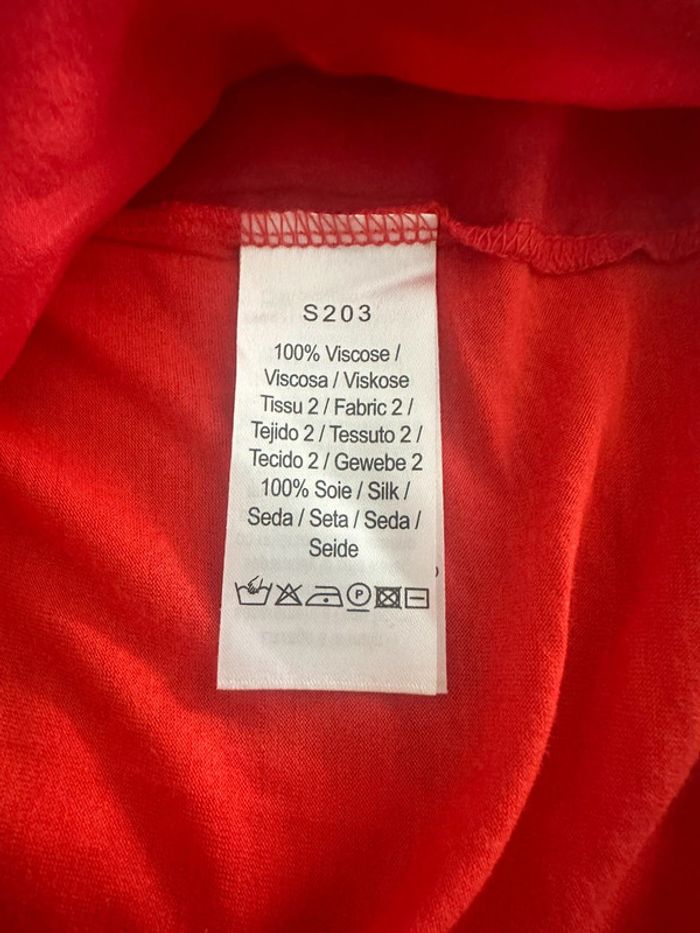 S203
100% Viscose /
Viscosa / Viskose
Tissu 2 / Fabric 2 /
Tejido 2 / Tessuto 2 /
Tecido 2 / Gewebe 2
100% Soie / Silk /
Seda / Seta / Seda /
Seide
P